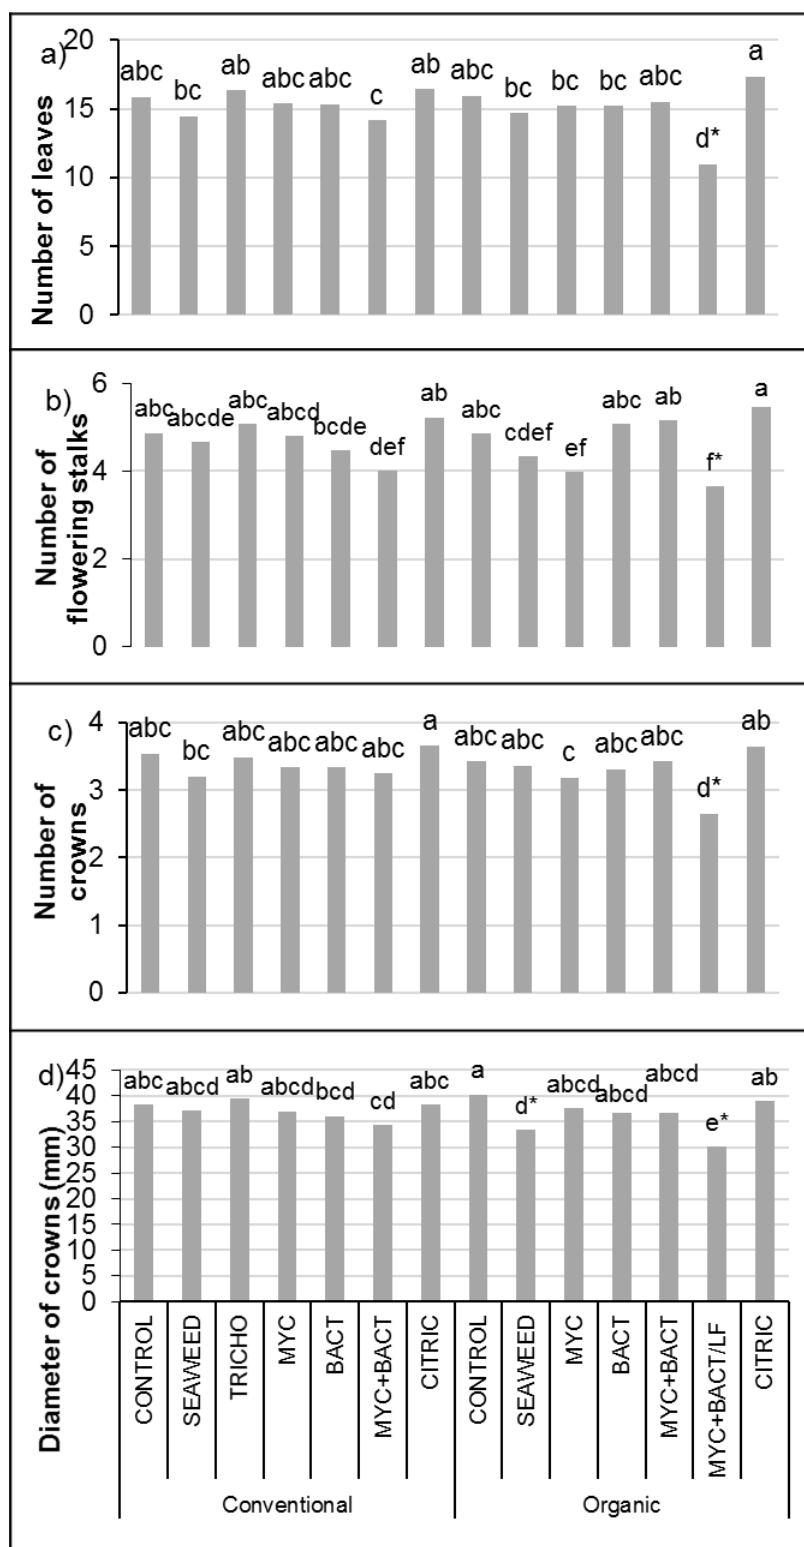 a)
Number of leaves
20
15
10
5
0
abc
bc
ab
abc
abc
c
ab
abc
bc
bc
bc
abc
d*
a
b)
Number of
flowering stalks
6
4
2
0
abc
abcde
abc
abcd
bcde
def
ab
abc
cdef
ef
abc
ab
f*
a
c)
Number of
crowns
4
3
2
1
0
abc
bc
abc
abc
abc
abc
a
abc
abc
c
abc
abc
d*
ab
d)
Diameter of crowns (mm)
45
40
35
30
25
20
15
10
5
0
abc
abcd
ab
abcd
bcd
cd
abc
a
d*
abcd
abcd
abcd
e*
ab
CONTROL
SEAWEED
TRICHO
MYC
BACT
MYC+BACT
CITRIC
CONTROL
SEAWEED
MYC
BACT
MYC+BACT
MYC+BACT/LF
CITRIC
Conventional
Organic